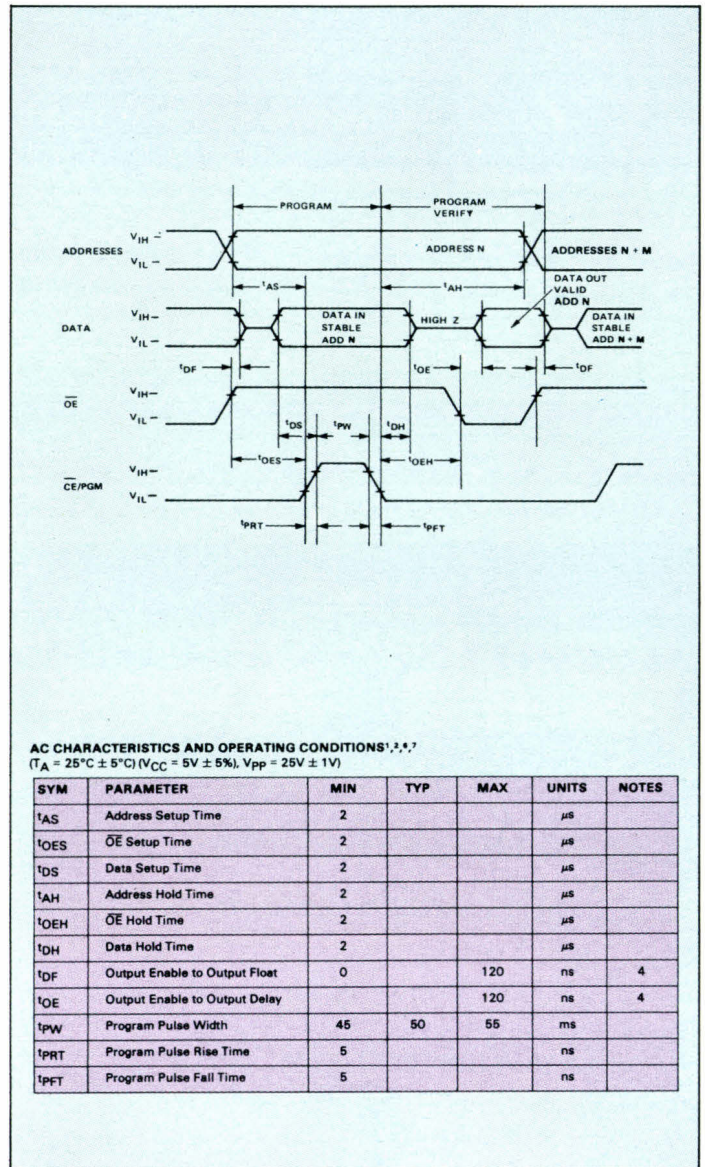 PROGRAM
PROGRAM
VERIFY
ADDRESSES
VIH
VIL
ADDRESS N
ADDRESSES N + M
tAS
tAH
DATA OUT
VALID
ADD N
DATA
VIH
VIL
DATA IN
STABLE
ADD N
HIGH Z
DATA IN
STABLE
ADD N + M
tDF
tOE
tDF
OE
VIH
VIL
tDS
tPW
tDH
tOES
tOEH
CE/PGM
VIH
VIL
tPRT
tPFT
AC CHARACTERISTICS AND OPERATING CONDITIONS1,2,6,7
(TA = 25°C ± 5°C) (VCC = 5V ± 5%), VPP = 25V ± 1V)
SYM PARAMETER MIN TYP MAX UNITS NOTES
tAS Address Setup Time 2 μs
tOES OE Setup Time 2 μs
tDS Data Setup Time 2 μs
tAH Address Hold Time 2 μs
tOEH OE Hold Time 2 μs
tDH Data Hold Time 2 μs
tDF Output Enable to Output Float 0 120 ns 4
tOE Output Enable to Output Delay 120 ns 4
tPW Program Pulse Width 45 50 55 ms
tPRT Program Pulse Rise Time 5 ns
tPFT Program Pulse Fall Time 5 ns